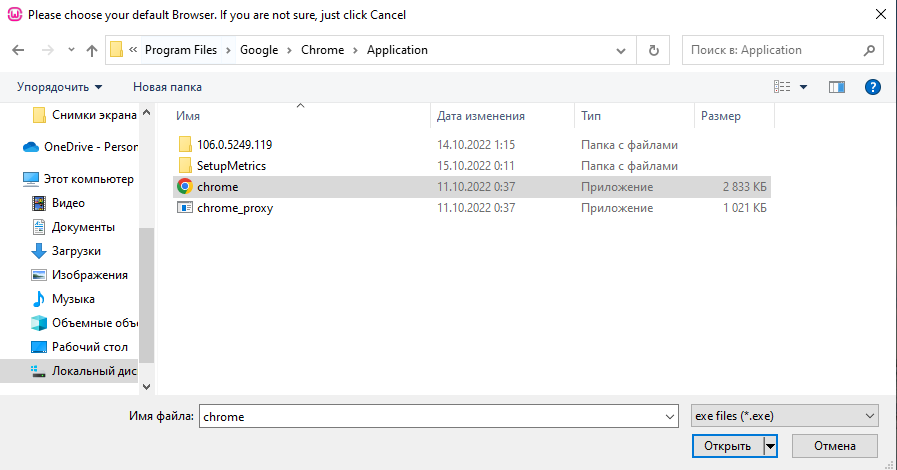 Please choose your default Browser. If you are not sure, just click Cancel
« Program Files > Google > Chrome > Application
Поиск в: Application
Упорядочить
Новая папка
Имя
Дата изменения
Тип
Размер
Снимки экрана
OneDrive - Person
Этот компьютер
Видео
Документы
Загрузки
Изображения
Музыка
Объемные объ
Рабочий стол
Локальный дис
106.0.5249.119 14.10.2022 1:15 Папка с файлами
SetupMetrics 15.10.2022 0:11 Папка с файлами
chrome 11.10.2022 0:37 Приложение 2 833 КБ
chrome_proxy 11.10.2022 0:37 Приложение 1 021 КБ
Имя файла: chrome
exe files (*.exe)
Открыть
Отмена